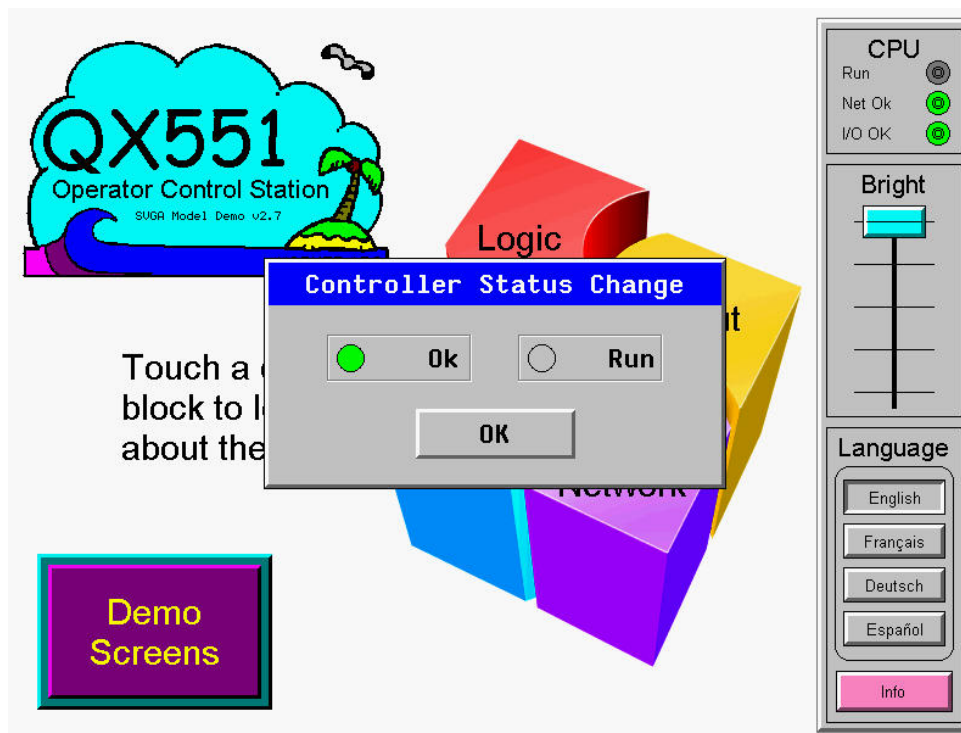 QX551
Operator Control Station
SVGA Model Demo v2.7
Logic
Controller Status Change
Ok
Run
OK
Touch a
block to
about the
Network
Demo
Screens
CPU
Run
Net Ok
I/O OK
Bright
Language
English
Français
Deutsch
Español
Info